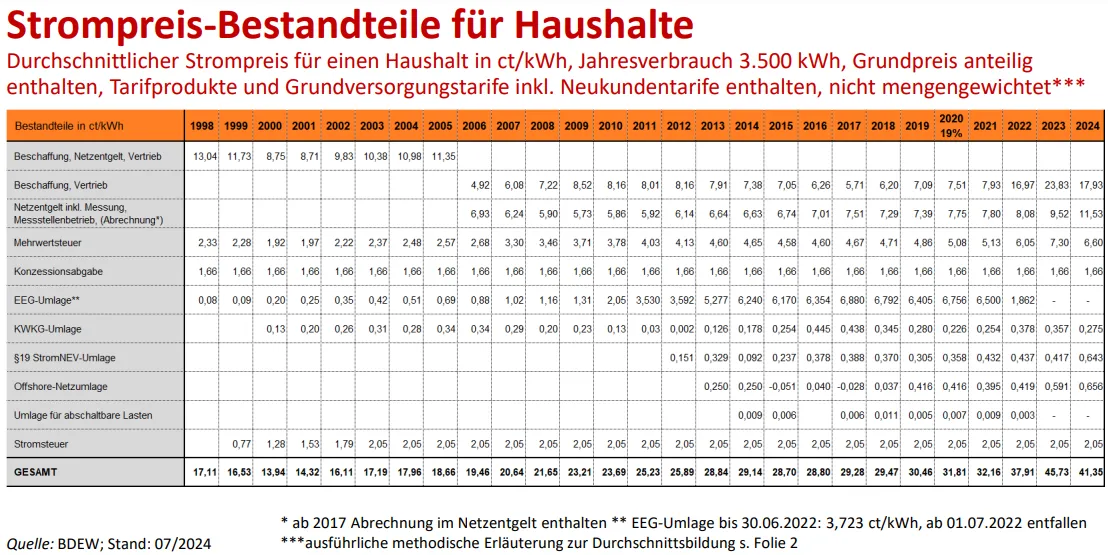 Strompreis-Bestandteile für Haushalte
Durchschnittlicher Strompreis für einen Haushalt in ct/kWh, Jahresverbrauch 3.500 kWh, Grundpreis anteilig
enthalten, Tarifprodukte und Grundversorgungstarife inkl. Neukundentarife enthalten, nicht mengengewichtet***
Bestandteile in ct/kWh 1998 1999 2000 2001 2002 2003 2004 2005 2006 2007 2008 2009 2010 2011 2012 2013 2014 2015 2016 2017 2018 2019 2020 19% 2021 2022 2023 2024
Beschaffung, Netzentgelt, Vertrieb 13,04 11,73 8,75 8,71 9,83 10,38 10,98 11,35
Beschaffung, Vertrieb 4,92 6,08 7,22 8,52 8,16 8,01 8,16 7,91 7,38 7,05 6,26 5,71 6,20 7,09 7,51 7,93 16,97 23,83 17,93
Netzentgelt inkl. Messung,
Messstellenbetrieb, (Abrechnung*) 6,93 6,24 5,90 5,73 5,86 5,92 6,14 6,64 6,63 6,74 7,01 7,51 7,29 7,39 7,75 7,80 8,08 9,52 11,53
Mehrwertsteuer 2,33 2,28 1,92 1,97 2,22 2,37 2,48 2,57 2,68 3,30 3,46 3,71 3,78 4,03 4,13 4,60 4,65 4,58 4,60 4,67 4,71 4,86 5,08 5,13 6,05 7,30 6,60
Konzessionsabgabe 1,66 1,66 1,66 1,66 1,66 1,66 1,66 1,66 1,66 1,66 1,66 1,66 1,66 1,66 1,66 1,66 1,66 1,66 1,66 1,66 1,66 1,66 1,66 1,66 1,66 1,66 1,66
EEG-Umlage** 0,08 0,09 0,20 0,25 0,35 0,42 0,51 0,69 0,88 1,02 1,16 1,31 2,05 3,530 3,592 5,277 6,240 6,170 6,354 6,880 6,792 6,405 6,756 6,500 1,862 - -
KWKG-Umlage 0,13 0,20 0,26 0,31 0,28 0,34 0,34 0,29 0,20 0,23 0,13 0,03 0,002 0,126 0,178 0,254 0,445 0,438 0,345 0,280 0,226 0,254 0,378 0,357 0,275
§19 StromNEV-Umlage 0,151 0,329 0,092 0,237 0,378 0,388 0,370 0,305 0,358 0,432 0,437 0,417 0,643
Offshore-Netzumlage 0,250 0,250 -0,051 0,040 -0,028 0,037 0,416 0,416 0,395 0,419 0,591 0,656
Umlage für abschaltbare Lasten 0,009 0,006 0,006 0,011 0,005 0,007 0,009 0,003 - -
Stromsteuer 0,77 1,28 1,53 1,79 2,05 2,05 2,05 2,05 2,05 2,05 2,05 2,05 2,05 2,05 2,05 2,05 2,05 2,05 2,05 2,05 2,05 2,05 2,05 2,05 2,05 2,05
GESAMT 17,11 16,53 13,94 14,32 16,11 17,19 17,96 18,66 19,46 20,64 21,65 23,21 23,69 25,23 25,89 28,84 29,14 28,70 28,80 29,28 29,47 30,46 31,81 32,16 37,91 45,73 41,35
* ab 2017 Abrechnung im Netzentgelt enthalten ** EEG-Umlage bis 30.06.2022: 3,723 ct/kWh, ab 01.07.2022 entfallen
Quelle: BDEW; Stand: 07/2024 ***ausführliche methodische Erläuterung zur Durchschnittsbildung s. Folie 2